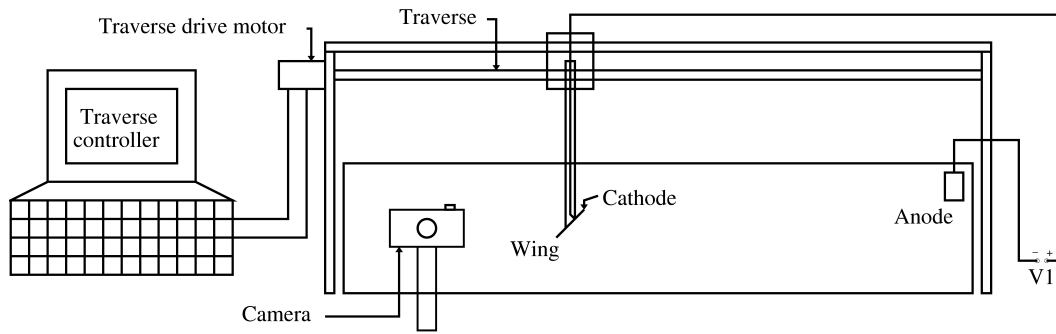 Traverse
Traverse drive motor
Traverse
controller
Cathode
Anode
Wing
− +
V1
Camera